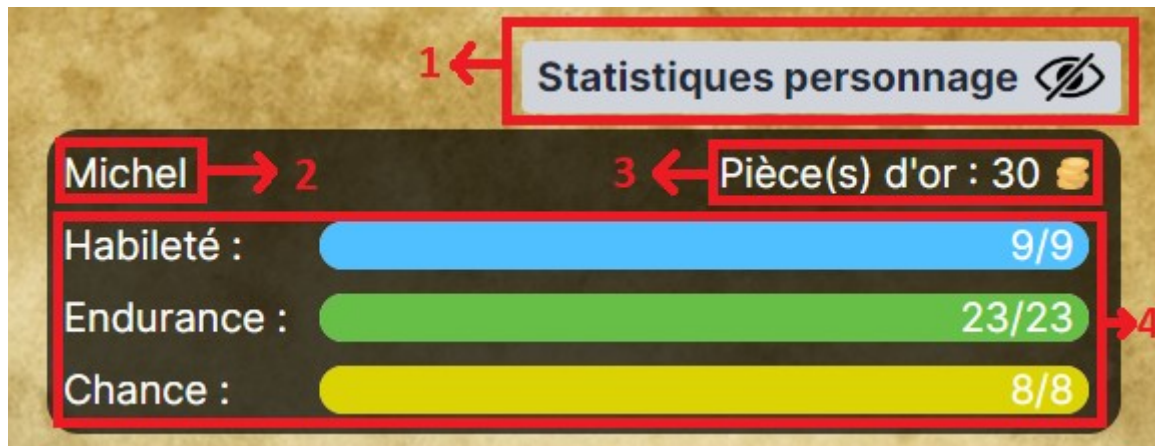 1 Statistiques personnage
Michel 2 3 Pièce(s) d'or : 30
Habileté : 9/9
Endurance : 23/23 4
Chance : 8/8